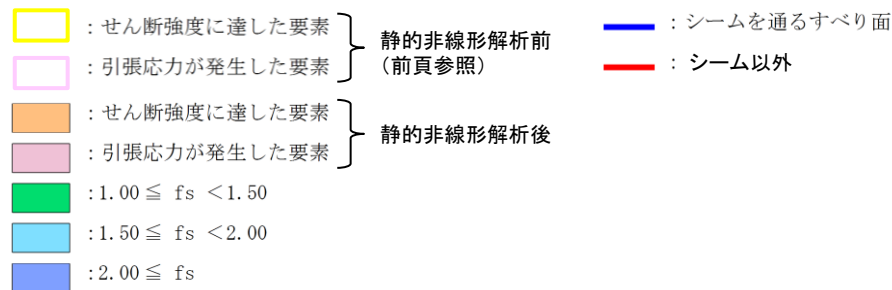 ：せん断強度に達した要素
：引張応力が発生した要素
静的非線形解析前
（前頁参照）
：せん断強度に達した要素
：引張応力が発生した要素
静的非線形解析後
：1.00≦ fs ＜1.50
：1.50≦ fs ＜2.00
：2.00≦ fs
：シームを通るすべり面
：シーム以外